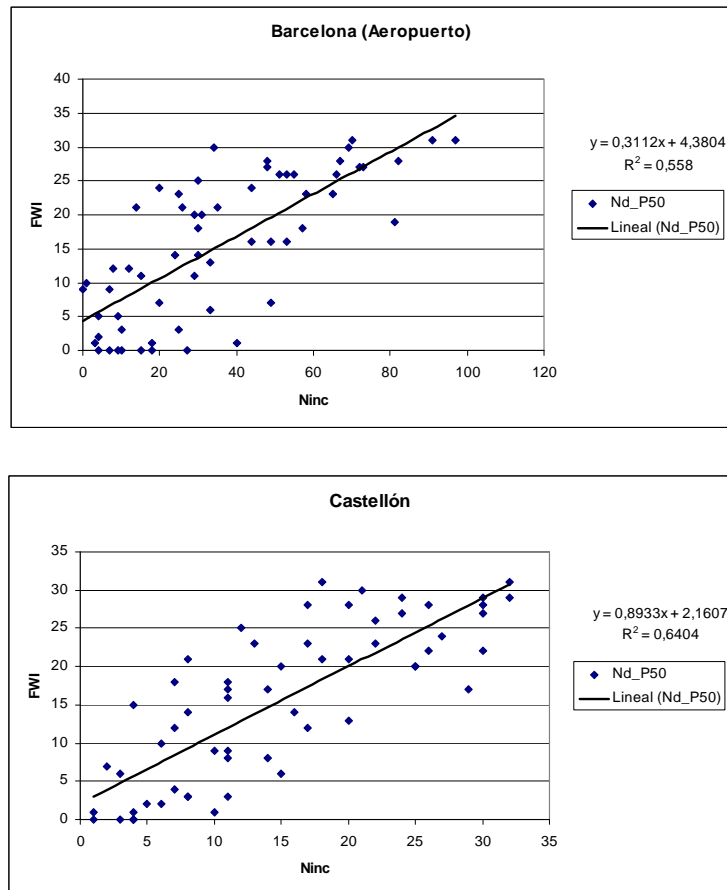 Barcelona (Aeropuerto)
40
35
30
25
20
15
10
5
0
FWI
0 20 40 60 80 100 120
Ninc
y = 0,3112x + 4,3804
R² = 0,558
Nd_P50
Lineal (Nd_P50)
Castellón
35
30
25
20
15
10
5
0
FWI
0 5 10 15 20 25 30 35
Ninc
y = 0,8933x + 2,1607
R² = 0,6404
Nd_P50
Lineal (Nd_P50)